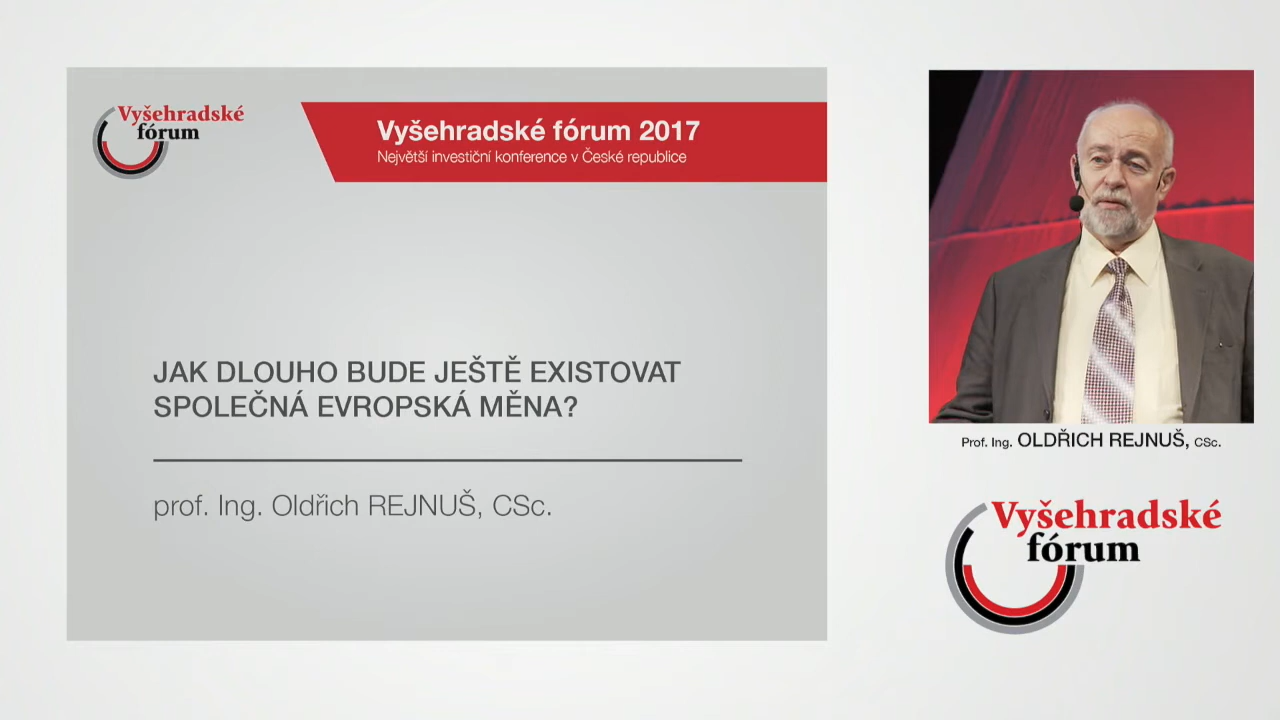 Vyšehradské
fórum
Vyšehradské fórum 2017
Největší investiční konference v České republice
JAK DLOUHO BUDE JEŠTĚ EXISTOVAT
SPOLEČNÁ EVROPSKÁ MĚNA?
prof. Ing. Oldřich REJNUŠ, CSc.
Prof. Ing. OLDŘICH REJNUŠ, CSc.
Vyšehradské
fórum